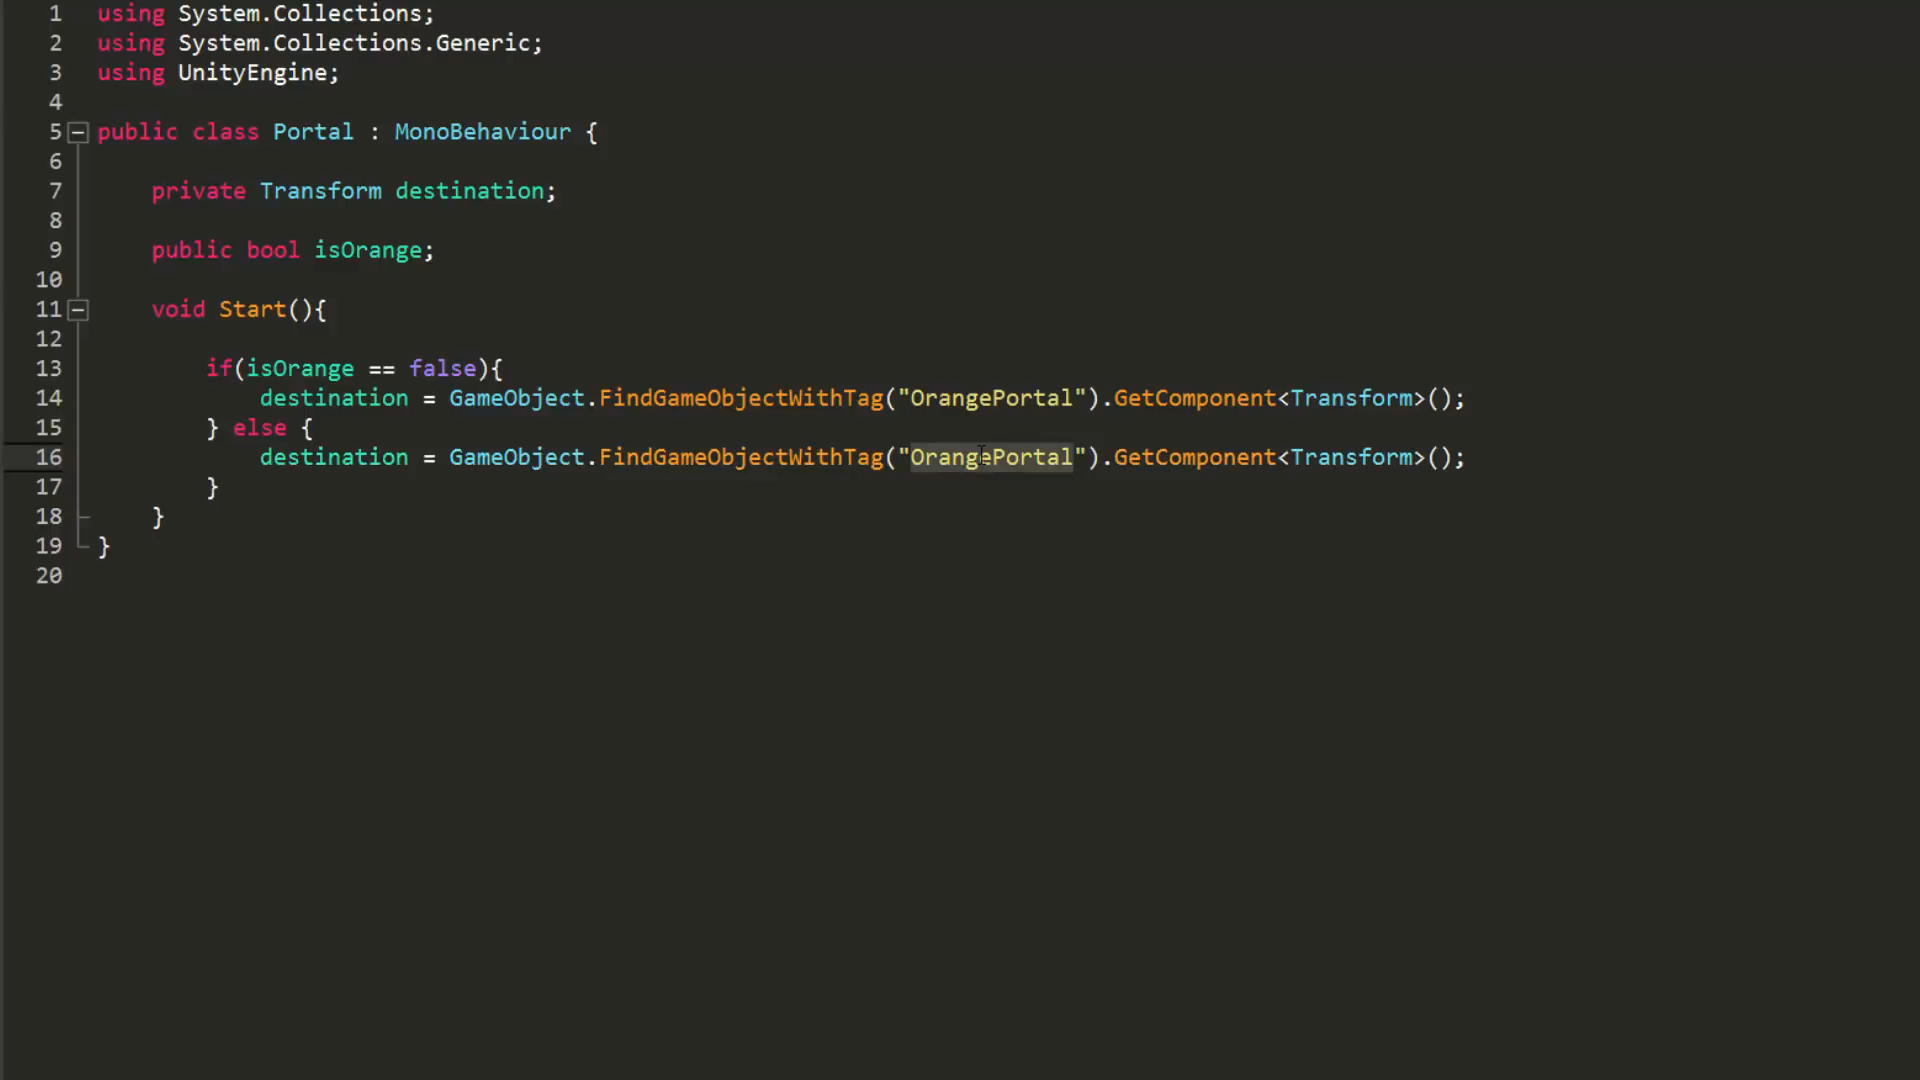 1 using System.Collections;
2 using System.Collections.Generic;
3 using UnityEngine;
4
5 public class Portal : MonoBehaviour {
6
7 private Transform destination;
8
9 public bool isOrange;
10
11 void Start(){
12
13 if(isOrange == false){
14 destination = GameObject.FindGameObjectWithTag("OrangePortal").GetComponent<Transform>();
15 } else {
16 destination = GameObject.FindGameObjectWithTag("OrangePortal").GetComponent<Transform>();
17 }
18 }
19 }
20